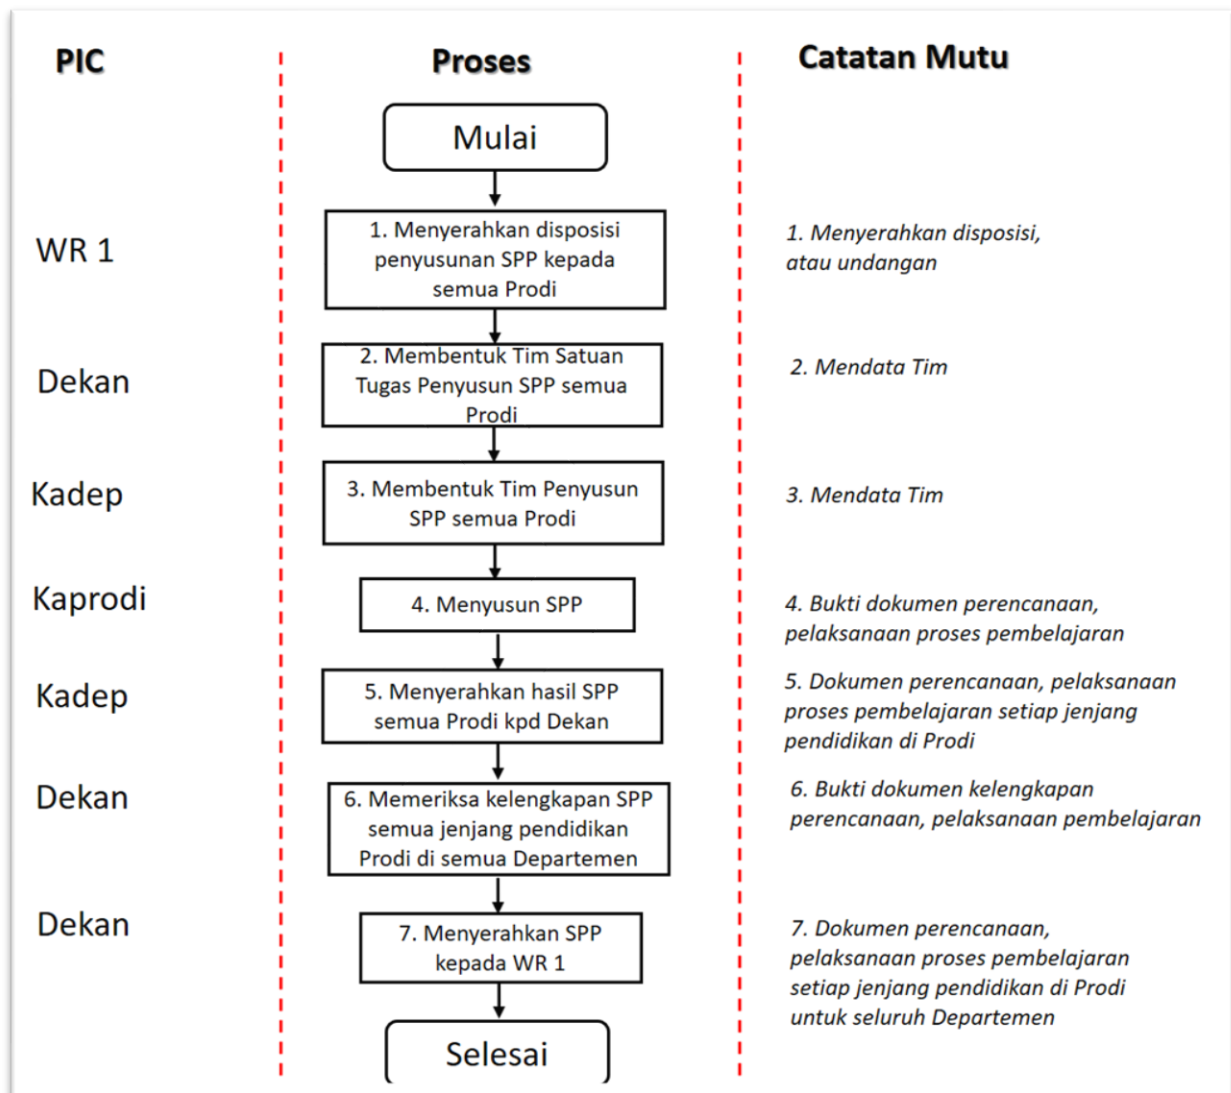 PIC
Proses
Catatan Mutu
Mulai
WR 1
1. Menyerahkan disposisi
penyusunan SPP kepada
semua Prodi
1. Menyerahkan disposisi,
atau undangan
Dekan
2. Membentuk Tim Satuan
Tugas Penyusun SPP semua
Prodi
2. Mendata Tim
Kadep
3. Membentuk Tim Penyusun
SPP semua Prodi
3. Mendata Tim
Kaprodi
4. Menyusun SPP
4. Bukti dokumen perencanaan,
pelaksanaan proses pembelajaran
Kadep
5. Menyerahkan hasil SPP
semua Prodi kpd Dekan
5. Dokumen perencanaan, pelaksanaan
proses pembelajaran setiap jenjang
pendidikan di Prodi
Dekan
6. Memeriksa kelengkapan SPP
semua jenjang pendidikan
Prodi di semua Departemen
6. Bukti dokumen kelengkapan
perencanaan, pelaksanaan pembelajaran
Dekan
7. Menyerahkan SPP
kepada WR 1
7. Dokumen perencanaan,
pelaksanaan proses pembelajaran
setiap jenjang pendidikan di Prodi
untuk seluruh Departemen
Selesai